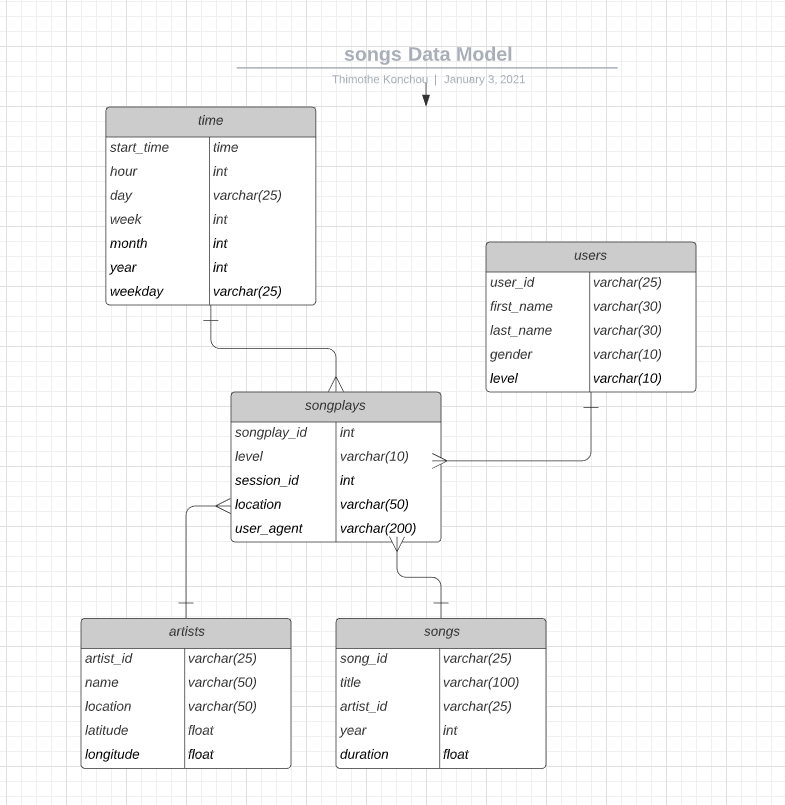 songs Data Model
Thimothe Konchou | January 3, 2021
time
start_time time
hour int
day varchar(25)
week int
month int
year int
weekday varchar(25)
users
user_id varchar(25)
first_name varchar(30)
last_name varchar(30)
gender varchar(10)
level varchar(10)
songplays
songplay_id int
level varchar(10)
session_id int
location varchar(50)
user_agent varchar(200)
artists
artist_id varchar(25)
name varchar(50)
location varchar(50)
latitude float
longitude float
songs
song_id varchar(25)
title varchar(100)
artist_id varchar(25)
year int
duration float